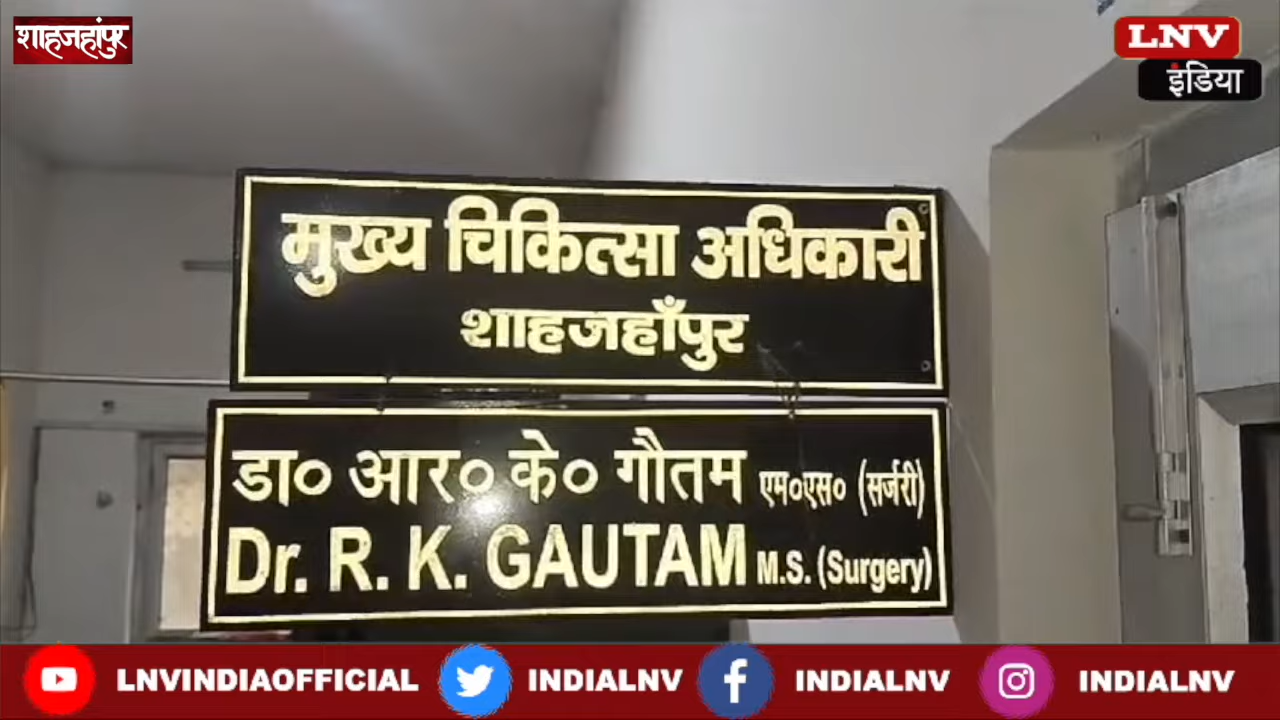 शाहजहांपुर
LNV
इंडिया
मुख्य चिकित्सा अधिकारी
शाहजहाँपुर
डा० आर० के० गौतम एम०एस० (सर्जरी)
Dr. R. K. GAUTAM M.S. (Surgery)
LNVINDIAOFFICIAL INDIALNV INDIALNV INDIALNV